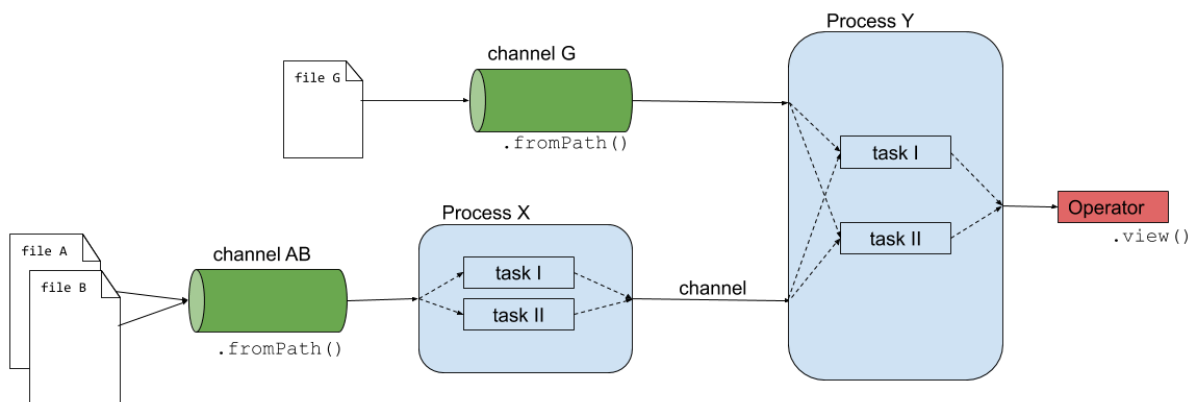 Process Y
channel G
file G
.fromPath()
task I
Process X
Operator
task II
.view()
file A
channel AB
file B
task I
channel
task II
.fromPath()